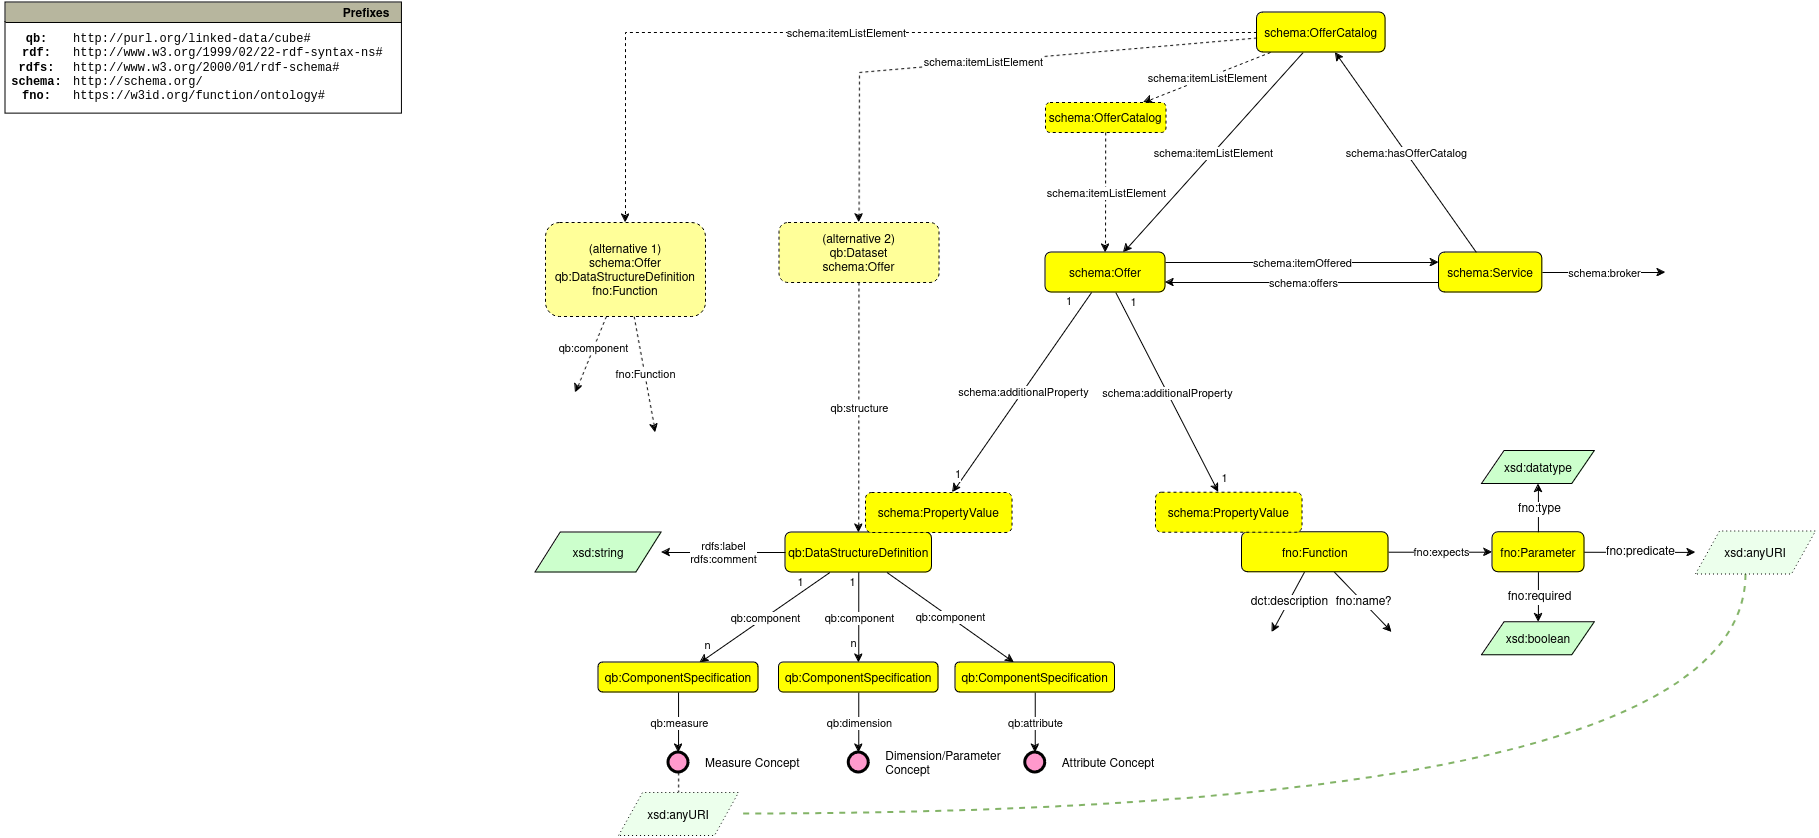 Prefixes
qb: http://purl.org/linked-data/cube#
rdf: http://www.w3.org/1999/02/22-rdf-syntax-ns#
rdfs: http://www.w3.org/2000/01/rdf-schema#
schema: http://schema.org/
fno: https://w3id.org/function/ontology#
schema:OfferCatalog
schema:itemListElement
schema:itemListElement
schema:itemListElement
schema:OfferCatalog
schema:itemListElement
schema:hasOfferCatalog
schema:itemListElement
(alternative 1)
schema:Offer
qb:DataStructureDefinition
fno:Function
(alternative 2)
qb:Dataset
schema:Offer
schema:Offer
schema:itemOffered
schema:offers
schema:Service
schema:broker
1
1
qb:component
fno:Function
qb:structure
schema:additionalProperty
schema:additionalProperty
1
1
schema:PropertyValue
schema:PropertyValue
xsd:datatype
fno:type
xsd:string
rdfs:label
rdfs:comment
qb:DataStructureDefinition
fno:Function
fno:expects
fno:Parameter
fno:predicate
xsd:anyURI
1
1
qb:component
qb:component
qb:component
n
n
dct:description
fno:name?
fno:required
xsd:boolean
qb:ComponentSpecification
qb:ComponentSpecification
qb:ComponentSpecification
qb:measure
qb:dimension
qb:attribute
Measure Concept
Dimension/Parameter
Concept
Attribute Concept
xsd:anyURI